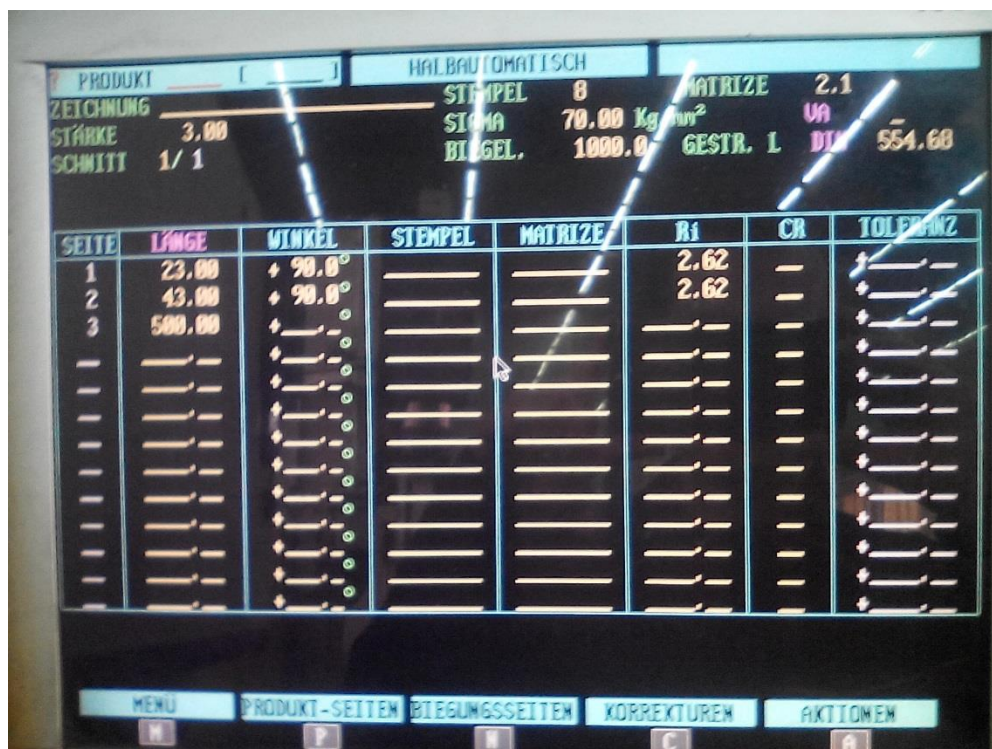 ? PRODUKT ______ [ ______ ] HALBAUTOMATISCH
ZEICHNUNG STEMPEL 8 MATRIZE 2.1
STÄRKE 3.00 SIGMA 70.00 Kg/mm² VA
SCHNITT 1/ 1 BIEGEL. 1000.0 GESTR. L DIN 554.68
SEITE LÄNGE WINKEL STEMPEL MATRIZE Ri CR TOLERANZ
1 23.00 + 90.0° 2.62
2 43.00 + 90.0° 2.62
3 500.00
MENÜ PRODUKT-SEITEN BIEGUNGSSEITEN KORREKTUREN AKTIONEN
M P N C A